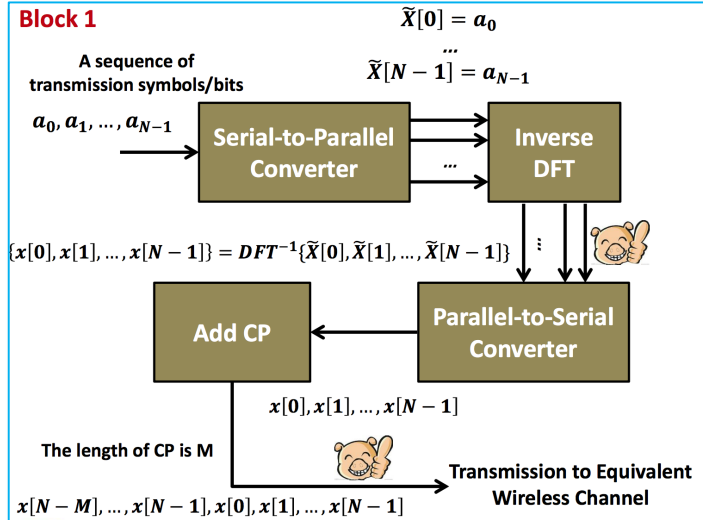 Block 1
X̃[0] = a₀
...
X̃[N − 1] = a_{N−1}
A sequence of
transmission symbols/bits
a₀, a₁, ..., a_{N−1}
Serial-to-Parallel
Converter
...
Inverse
DFT
{x[0], x[1], ..., x[N − 1]} = DFT⁻¹{X̃[0], X̃[1], ..., X̃[N − 1]}
...
Add CP
Parallel-to-Serial
Converter
x[0], x[1], ..., x[N − 1]
The length of CP is M
Transmission to Equivalent
Wireless Channel
x[N − M], ..., x[N − 1], x[0], x[1], ..., x[N − 1]